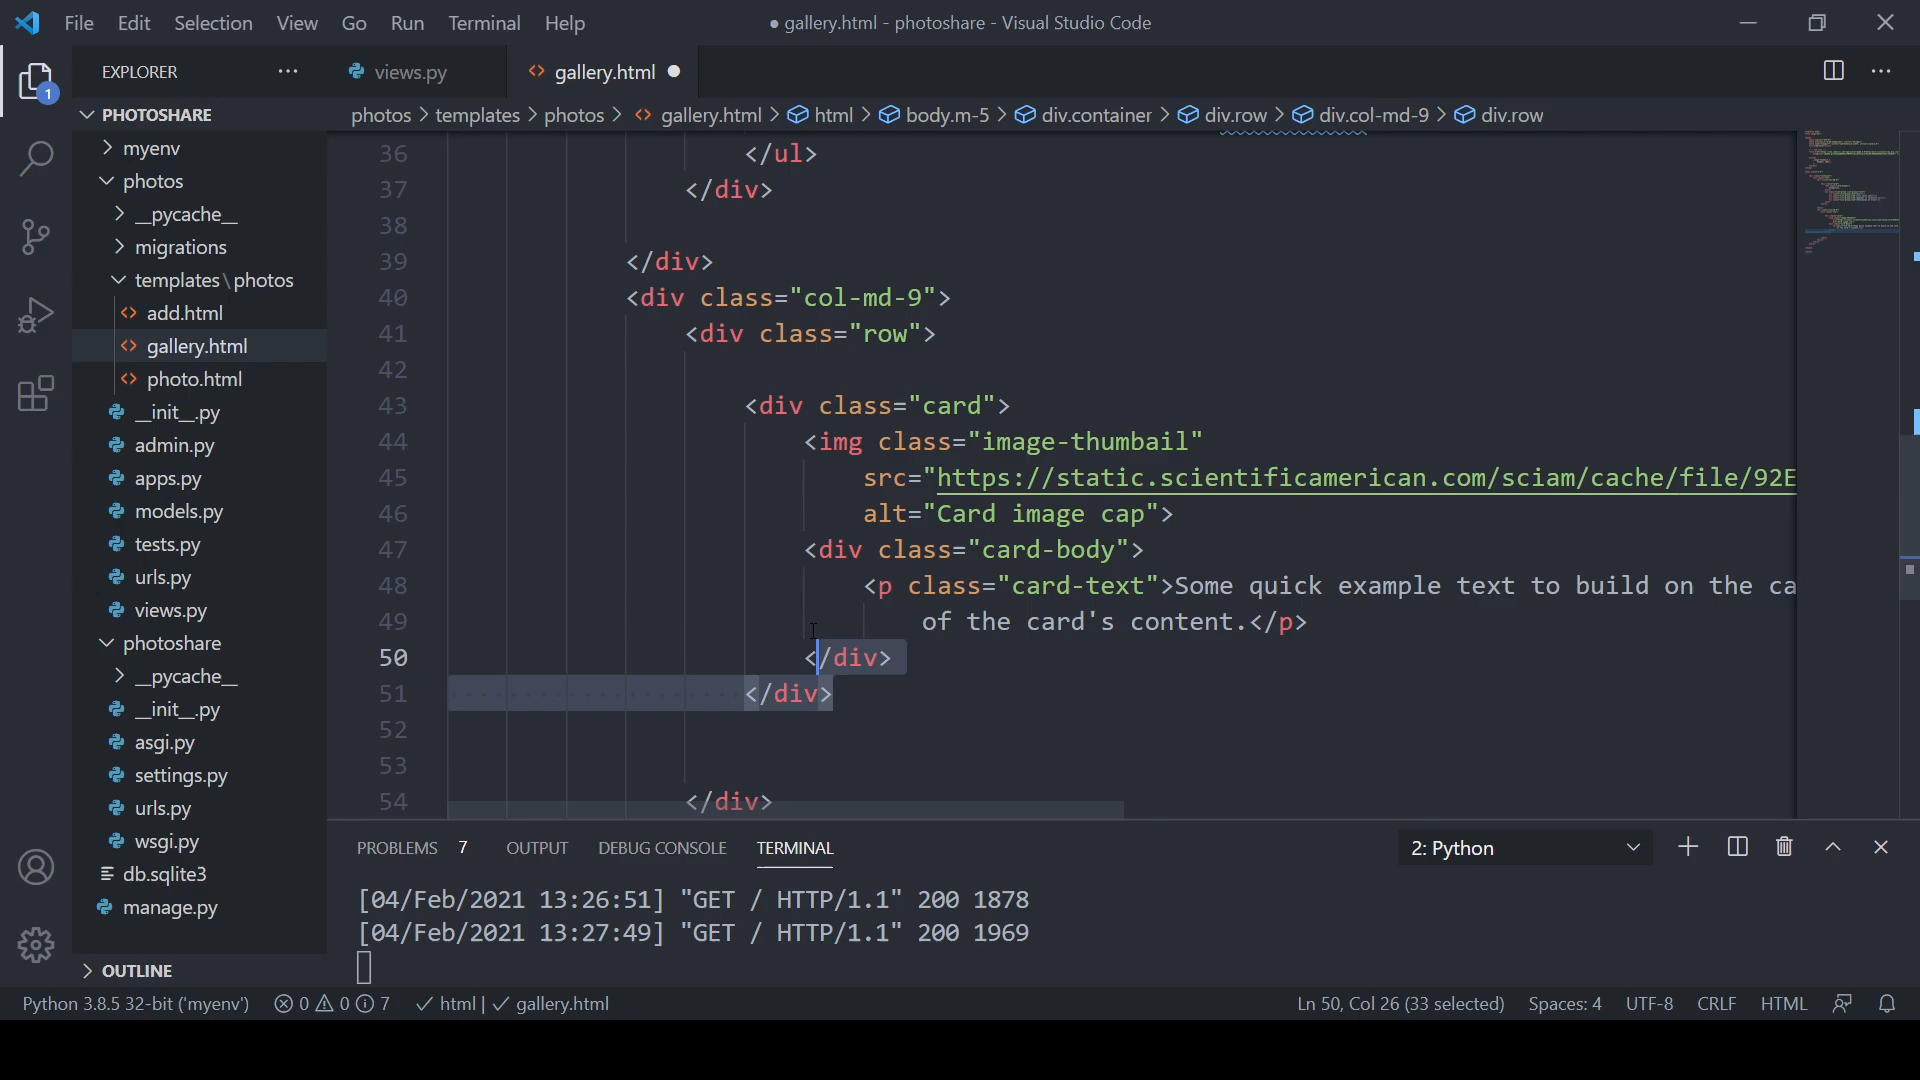 File Edit Selection View Go Run Terminal Help
● gallery.html - photoshare - Visual Studio Code
EXPLORER
views.py
gallery.html
PHOTOSHARE
photos > templates > photos > gallery.html > html > body.m-5 > div.container > div.row > div.col-md-9 > div.row
1
myenv
photos
__pycache__
migrations
templates\photos
add.html
gallery.html
photo.html
__init__.py
admin.py
apps.py
models.py
tests.py
urls.py
views.py
photoshare
__pycache__
__init__.py
asgi.py
settings.py
urls.py
wsgi.py
db.sqlite3
manage.py
OUTLINE
36 </ul>
37 </div>
38
39 </div>
40 <div class="col-md-9">
41 <div class="row">
42
43 <div class="card">
44 <img class="image-thumbail"
45 src="https://static.scientificamerican.com/sciam/cache/file/92E
46 alt="Card image cap">
47 <div class="card-body">
48 <p class="card-text">Some quick example text to build on the ca
49 of the card's content.</p>
50 </div>
51 </div>
52
53
54 </div>
PROBLEMS 7 OUTPUT DEBUG CONSOLE TERMINAL
2: Python
[04/Feb/2021 13:26:51] "GET / HTTP/1.1" 200 1878
[04/Feb/2021 13:27:49] "GET / HTTP/1.1" 200 1969
Python 3.8.5 32-bit ('myenv') 0 0 7 html | gallery.html
Ln 50, Col 26 (33 selected) Spaces: 4 UTF-8 CRLF HTML